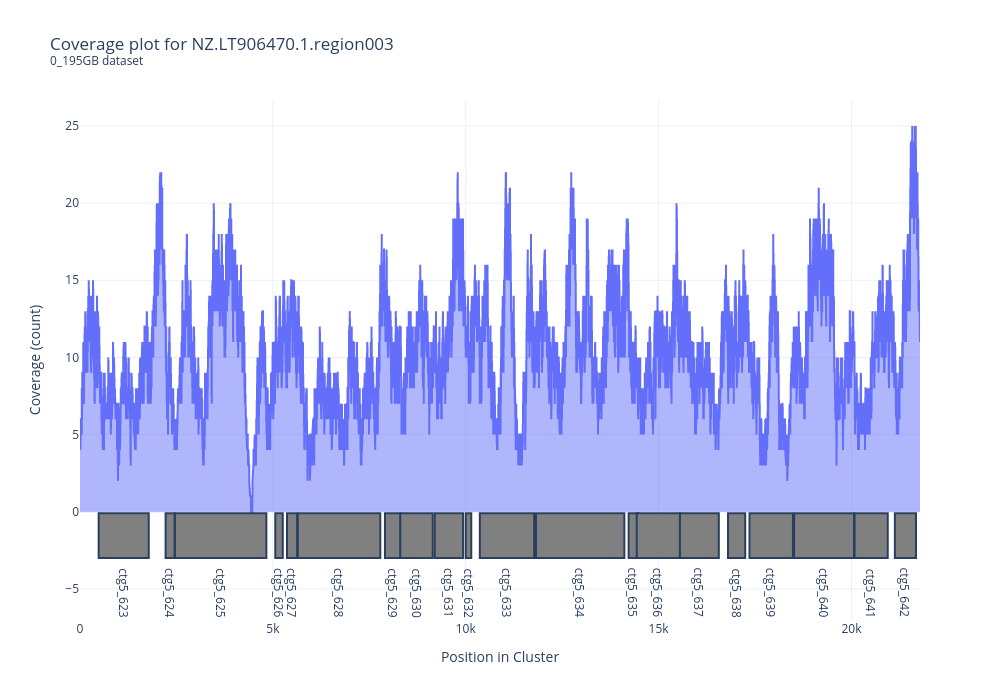 Coverage plot for NZ.LT906470.1.region003
0_195GB dataset
Coverage (count)
25
20
15
10
5
0
−5
ctg5_623
ctg5_624
ctg5_625
ctg5_626
ctg5_627
ctg5_628
ctg5_629
ctg5_630
ctg5_631
ctg5_632
ctg5_633
ctg5_634
ctg5_635
ctg5_636
ctg5_637
ctg5_638
ctg5_639
ctg5_640
ctg5_641
ctg5_642
0
5k
10k
15k
20k
Position in Cluster